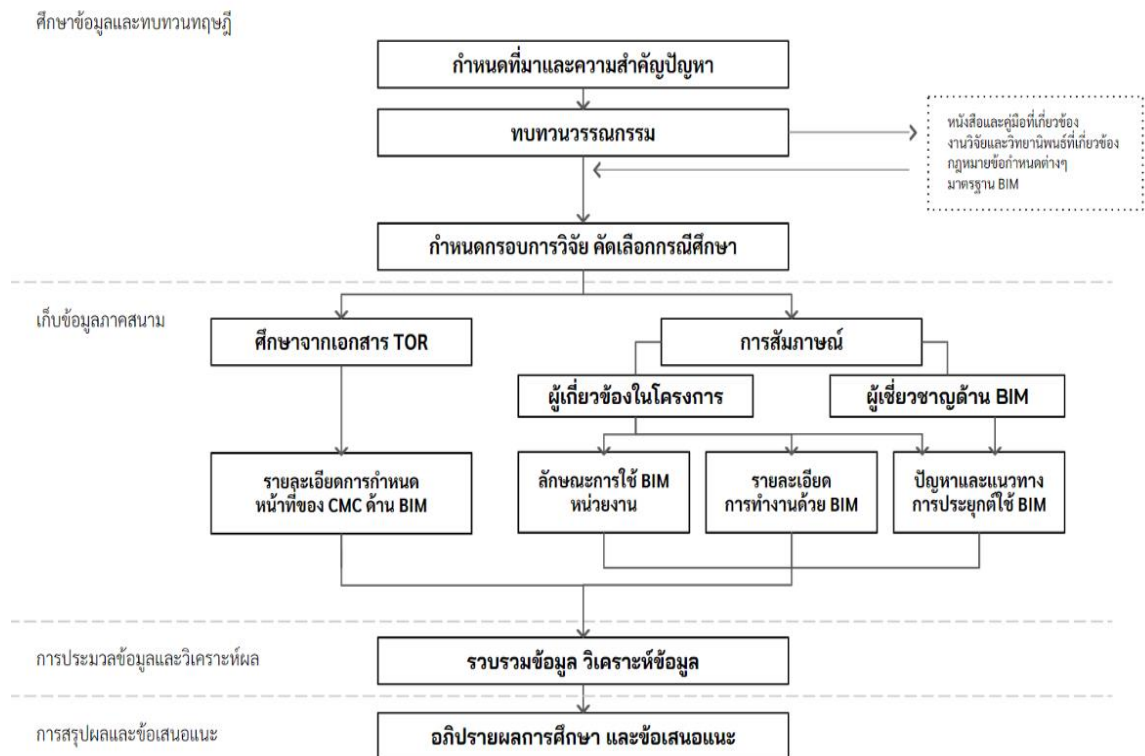 ศึกษาข้อมูลและทบทวนทฤษฎี
กำหนดที่มาและความสำคัญปัญหา
ทบทวนวรรณกรรม
หนังสือและคู่มือที่เกี่ยวข้อง
งานวิจัยและวิทยานิพนธ์ที่เกี่ยวข้อง
กฎหมายข้อกำหนดต่างๆ
มาตรฐาน BIM
กำหนดกรอบการวิจัย คัดเลือกกรณีศึกษา
เก็บข้อมูลภาคสนาม
ศึกษาจากเอกสาร TOR
การสัมภาษณ์
ผู้เกี่ยวข้องในโครงการ
ผู้เชี่ยวชาญด้าน BIM
รายละเอียดการกำหนด
หน้าที่ของ CMC ด้าน BIM
ลักษณะการใช้ BIM
หน่วยงาน
รายละเอียด
การทำงานด้วย BIM
ปัญหาและแนวทาง
การประยุกต์ใช้ BIM
การประมวลข้อมูลและวิเคราะห์ผล
รวบรวมข้อมูล วิเคราะห์ข้อมูล
การสรุปผลและข้อเสนอแนะ
อภิปรายผลการศึกษา และข้อเสนอแนะ